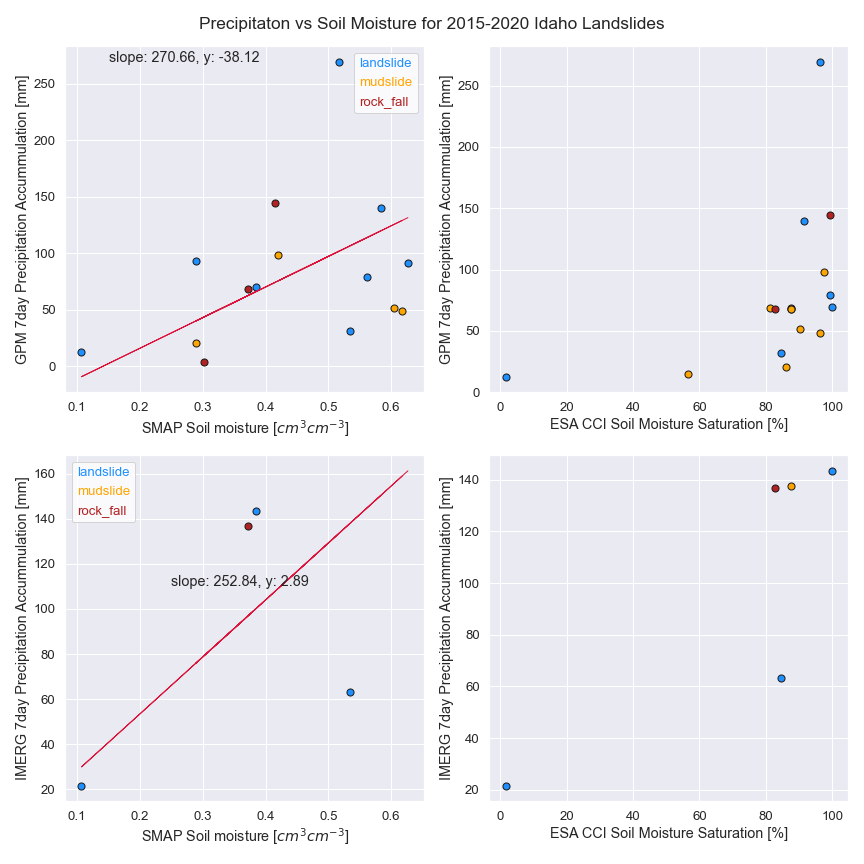 Precipitaton vs Soil Moisture for 2015-2020 Idaho Landslides
slope: 270.66, y: -38.12
landslide
mudslide
rock_fall
GPM 7day Precipitation Accummulation [mm]
250
200
150
100
50
0
0.1 0.2 0.3 0.4 0.5 0.6
SMAP Soil moisture [cm³cm⁻³]
GPM 7day Precipitation Accummulation [mm]
250
200
150
100
50
0
0 20 40 60 80 100
ESA CCI Soil Moisture Saturation [%]
landslide
mudslide
rock_fall
slope: 252.84, y: 2.89
IMERG 7day Precipitation Accummulation [mm]
160
140
120
100
80
60
40
20
0.1 0.2 0.3 0.4 0.5 0.6
SMAP Soil moisture [cm³cm⁻³]
IMERG 7day Precipitation Accummulation [mm]
140
120
100
80
60
40
20
0 20 40 60 80 100
ESA CCI Soil Moisture Saturation [%]